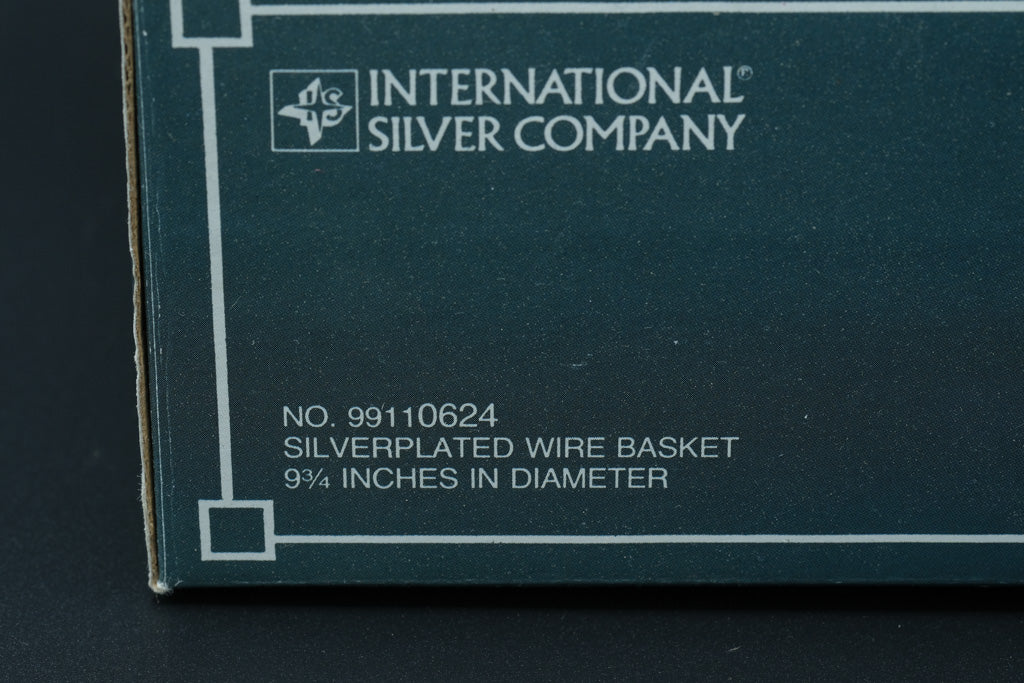 INTERNATIONAL®
SILVER COMPANY
NO. 99110624
SILVERPLATED WIRE BASKET
9¾ INCHES IN DIAMETER